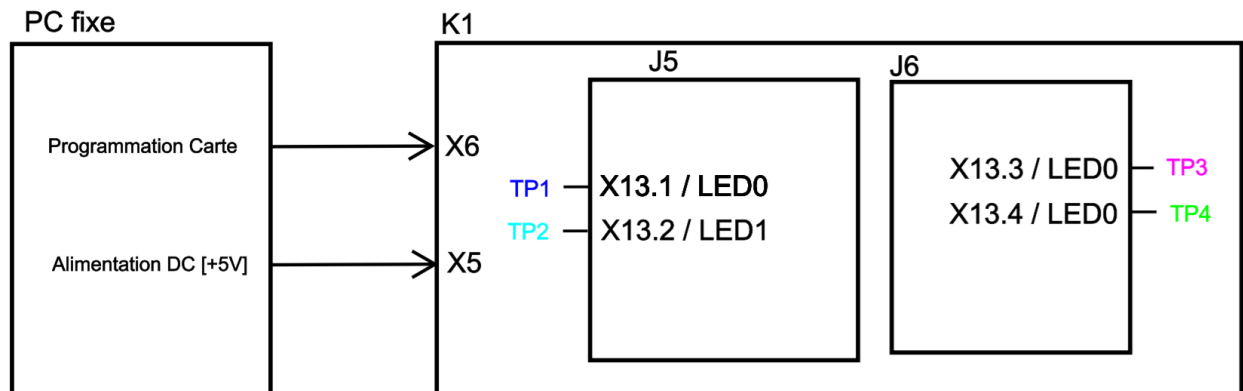 PC fixe
K1
J5
J6
Programmation Carte
X6
TP1
X13.1 / LED0
TP2
X13.2 / LED1
X13.3 / LED0
TP3
X13.4 / LED0
TP4
Alimentation DC [+5V]
X5